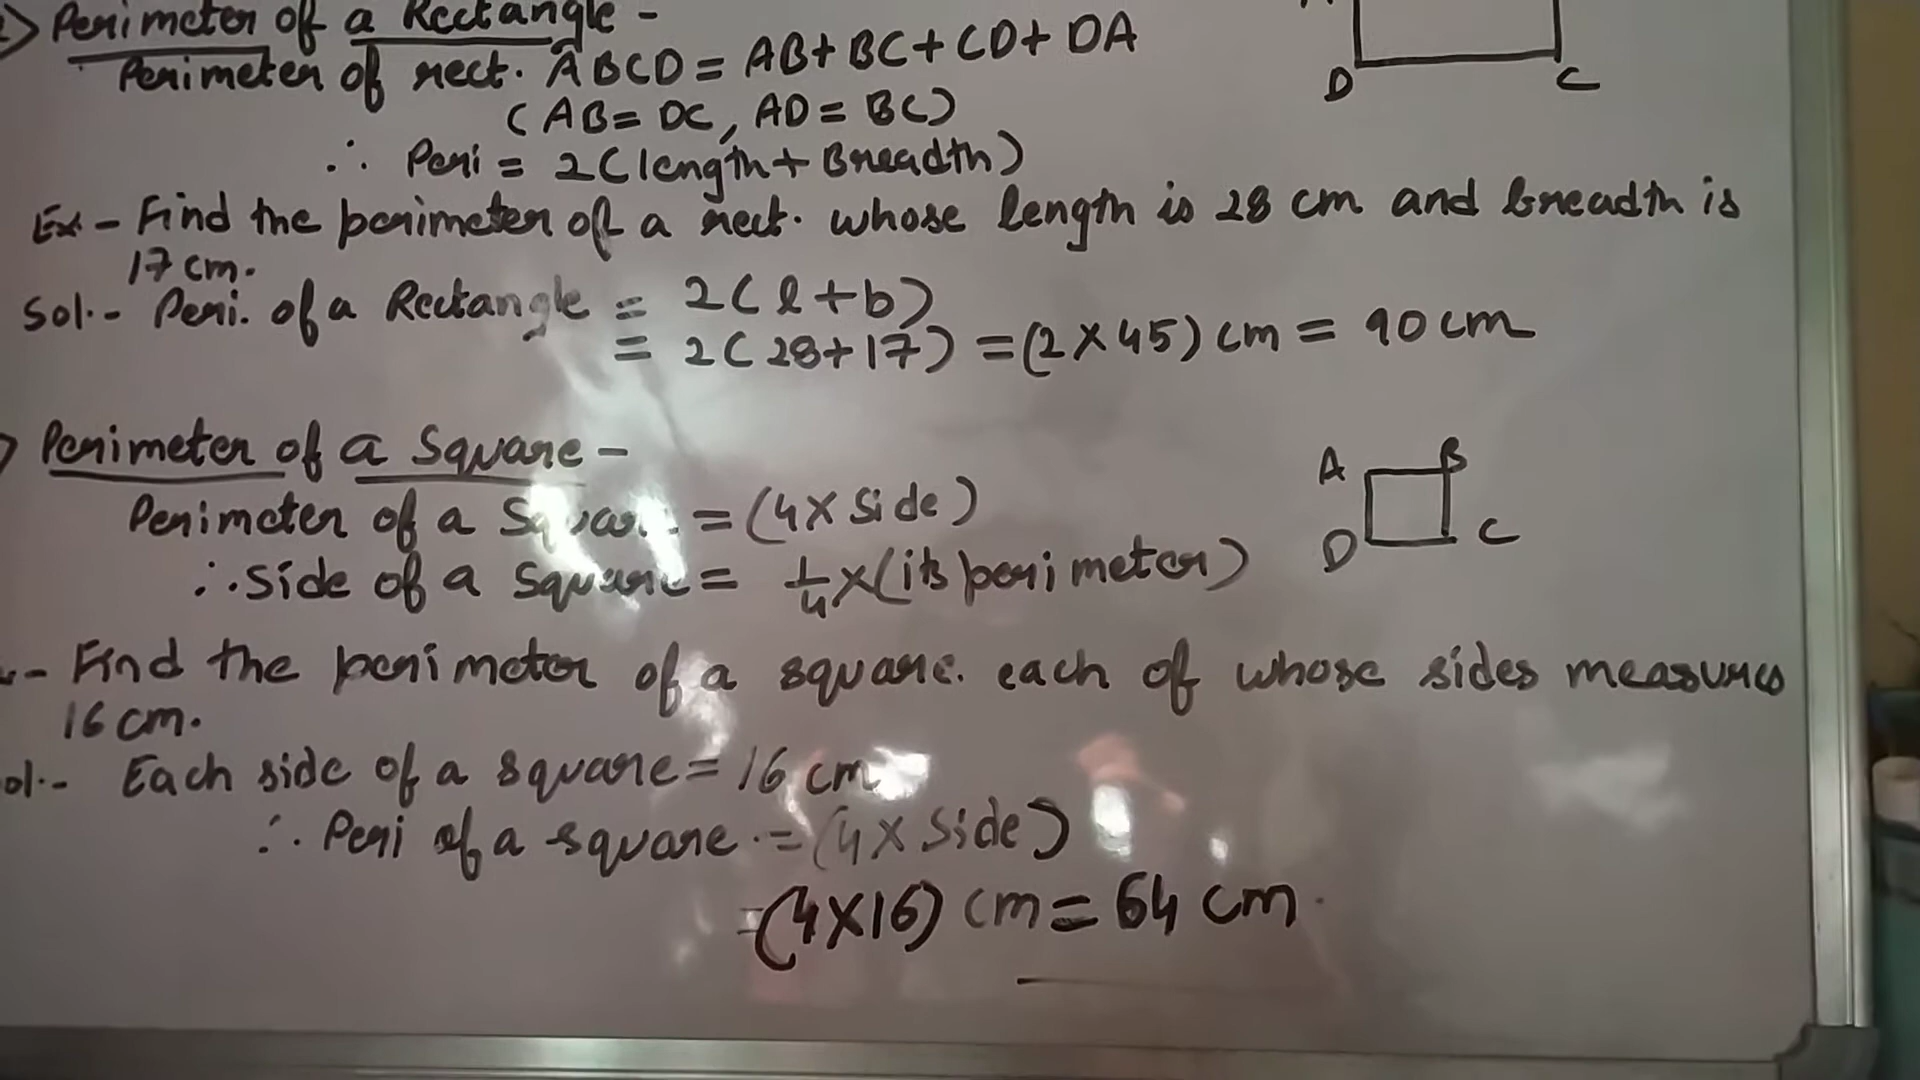 Perimeter of a Rectangle -
Perimeter of rect. ABCD = AB + BC + CD + DA
(AB = DC, AD = BC)
∴ Peri = 2(length + Breadth)
D C
Ex - Find the perimeter of a rect. whose length is 28 cm and breadth is
17 cm.
Sol. - Peri. of a Rectangle = 2(l + b)
= 2(28+17) = (2 × 45) cm = 90 cm
Perimeter of a Square -
A B
Perimeter of a Square = (4 × Side)
D C
∴ Side of a Square = 1/4 × (its perimeter)
- Find the perimeter of a square. each of whose sides measures
16 cm.
ol. - Each side of a square = 16 cm
∴ Peri of a square = (4 × Side)
= (4 × 16) cm = 64 cm.